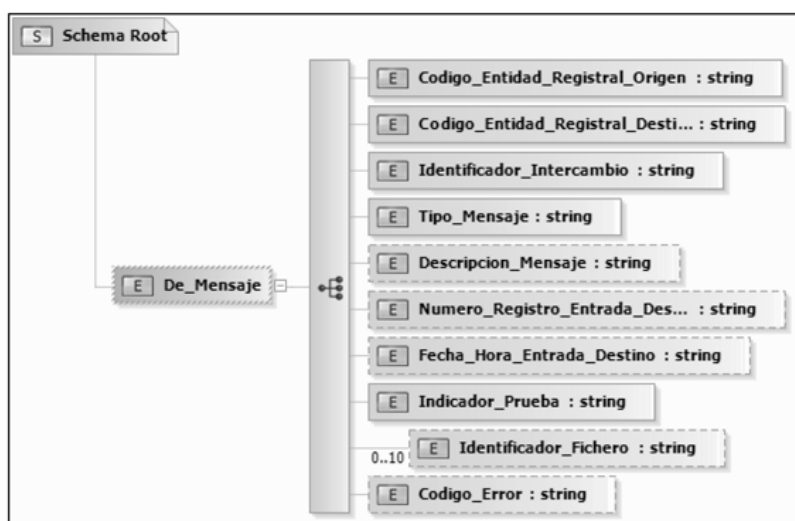 S Schema Root
E Codigo_Entidad_Registral_Origen : string
E Codigo_Entidad_Registral_Desti... : string
E Identificador_Intercambio : string
E Tipo_Mensaje : string
E Descripcion_Mensaje : string
E De_Mensaje
E Numero_Registro_Entrada_Des... : string
E Fecha_Hora_Entrada_Destino : string
E Indicador_Prueba : string
0..10 E Identificador_Fichero : string
E Codigo_Error : string